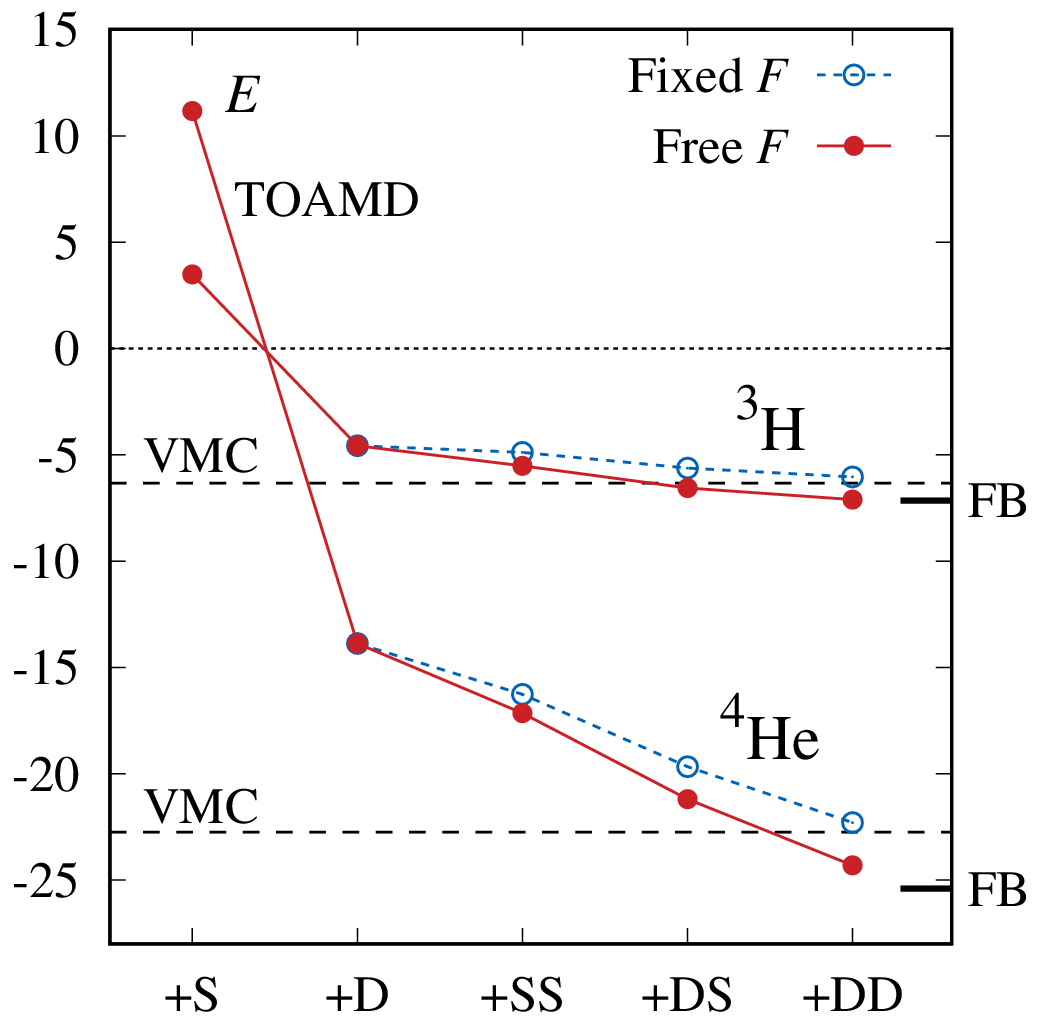 15
E
Fixed F
10
Free F
TOAMD
5
0
³H
-5
VMC
FB
-10
-15
⁴He
-20
VMC
-25
FB
+S +D +SS +DS +DD